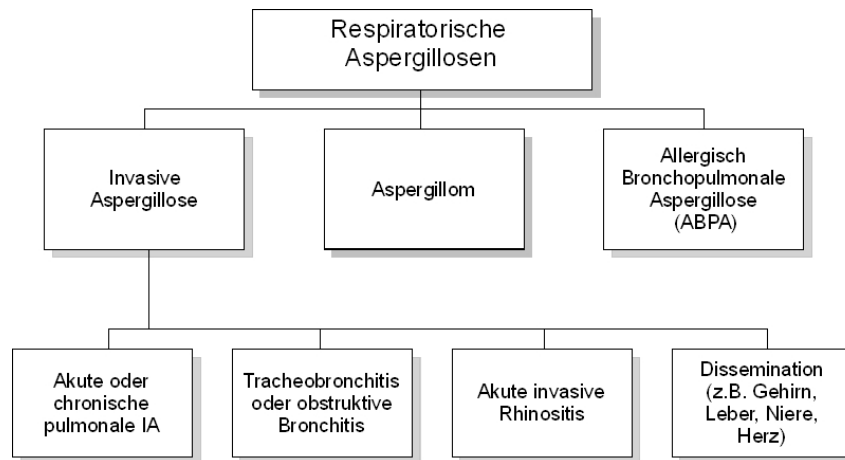 Respiratorische
Aspergillosen
Invasive
Aspergillose
Aspergillom
Allergisch
Bronchopulmonale
Aspergillose
(ABPA)
Akute oder
chronische
pulmonale IA
Tracheobronchitis
oder obstruktive
Bronchitis
Akute invasive
Rhinositis
Dissemination
(z.B. Gehirn,
Leber, Niere,
Herz)